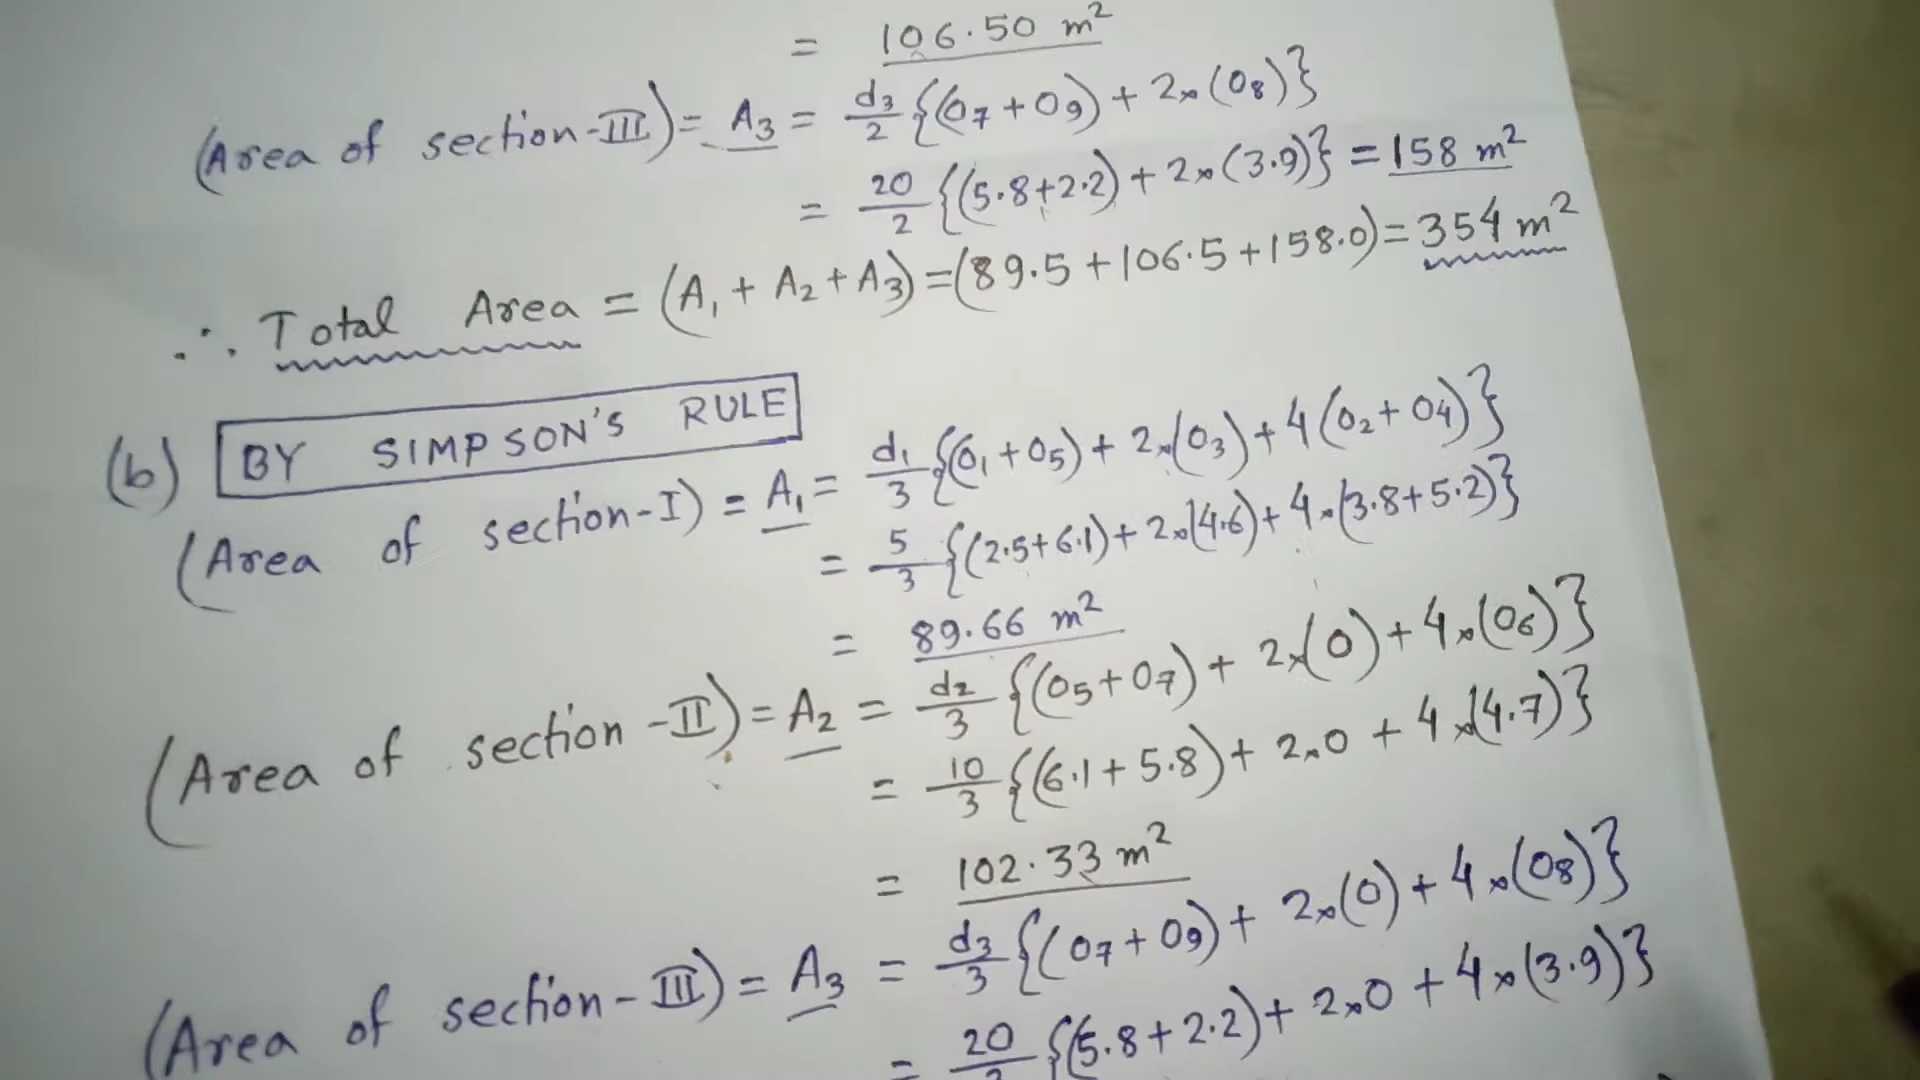 = 106.50 m²
(Area of section-III) = A₃ = d₃/2 {(O₇ + O₉) + 2×(O₈)}
= 20/2 {(5.8+2.2) + 2×(3.9)} = 158 m²
∴ Total Area = (A₁ + A₂ + A₃) = (89.5 + 106.5 + 158.0) = 354 m²
(b) BY SIMPSON'S RULE
(Area of section-I) = A₁ = d₁/3 {(O₁ + O₅) + 2×(O₃) + 4(O₂ + O₄)}
= 5/3 {(2.5+6.1) + 2×(4.6) + 4×(3.8+5.2)}
= 89.66 m²
(Area of section-II) = A₂ = d₂/3 {(O₅ + O₇) + 2×(0) + 4×(O₆)}
= 10/3 {(6.1 + 5.8) + 2×0 + 4×(4.7)}
= 102.33 m²
(Area of section-III) = A₃ = d₃/3 {(O₇ + O₉) + 2×(0) + 4×(O₈)}
= 20/3 {(5.8 + 2.2) + 2×0 + 4×(3.9)}